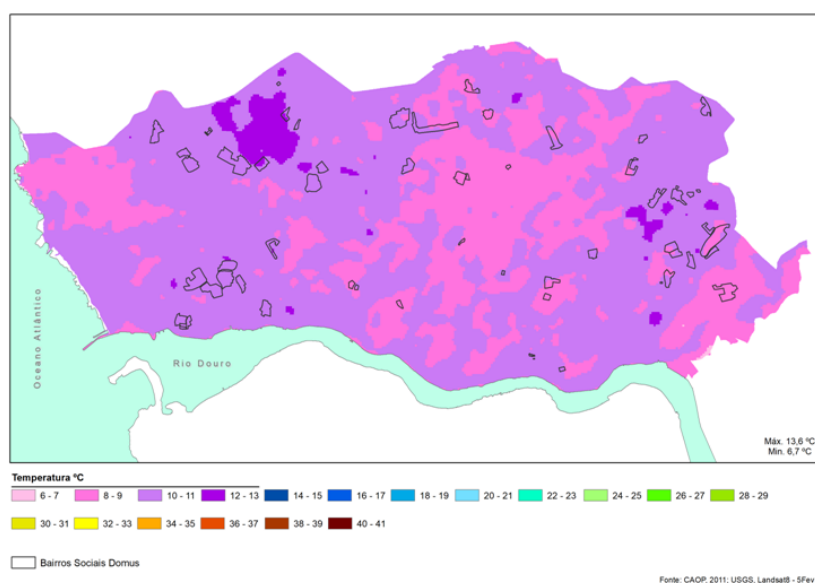 Oceano Atlântico
Rio Douro
Máx. 13,6 ºC
Min. 6,7 ºC
Temperatura ºC
6 - 7 8 - 9 10 - 11 12 - 13 14 - 15 16 - 17 18 - 19 20 - 21 22 - 23 24 - 25 26 - 27 28 - 29
30 - 31 32 - 33 34 - 35 36 - 37 38 - 39 40 - 41
Bairros Sociais Domus
Fonte: CAOP, 2011; USGS, Landsat8 - 5Fev